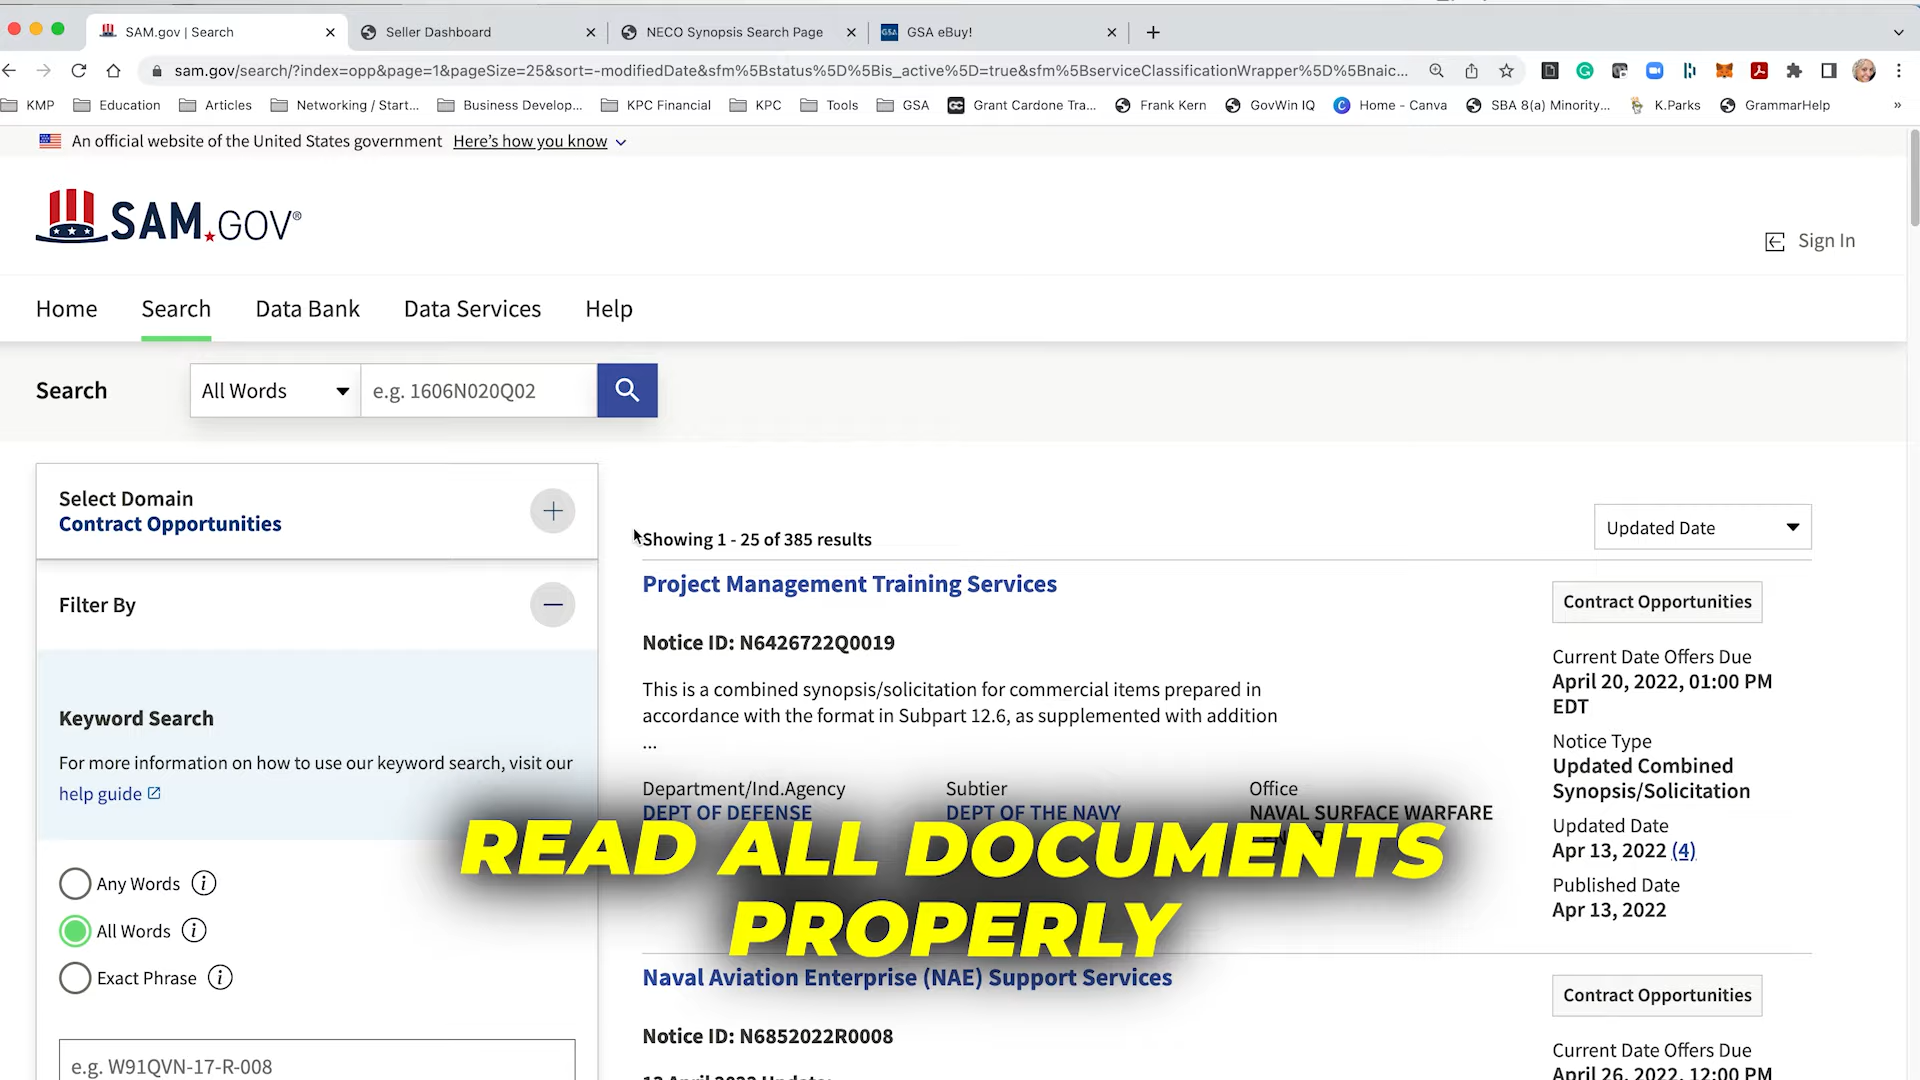 SAM.gov | Search
Seller Dashboard
NECO Synopsis Search Page
GSA
GSA eBuy!
sam.gov/search/?index=opp&page=1&pageSize=25&sort=-modifiedDate&sfm%5Bstatus%5D%5Bis_active%5D=true&sfm%5BserviceClassificationWrapper%5D%5Bnaic...
KMP
Education
Articles
Networking / Start...
Business Develop...
KPC Financial
KPC
Tools
GSA
Grant Cardone Tra...
Frank Kern
GovWin IQ
Home - Canva
SBA 8(a) Minority...
K.Parks
GrammarHelp
An official website of the United States government Here's how you know
SAM.GOV®
Sign In
Home Search Data Bank Data Services Help
Search All Words e.g. 1606N020Q02
Select Domain
Contract Opportunities
Filter By
Keyword Search
For more information on how to use our keyword search, visit our
help guide
Any Words
All Words
Exact Phrase
e.g. W91QVN-17-R-008
Showing 1 - 25 of 385 results
Updated Date
Project Management Training Services
Notice ID: N6426722Q0019
This is a combined synopsis/solicitation for commercial items prepared in
accordance with the format in Subpart 12.6, as supplemented with addition
...
Department/Ind.Agency
DEPT OF DEFENSE
Subtier
DEPT OF THE NAVY
Office
NAVAL SURFACE WARFARE
Contract Opportunities
Current Date Offers Due
April 20, 2022, 01:00 PM
EDT
Notice Type
Updated Combined
Synopsis/Solicitation
Updated Date
Apr 13, 2022 (4)
Published Date
Apr 13, 2022
READ ALL DOCUMENTS
PROPERLY
Naval Aviation Enterprise (NAE) Support Services
Notice ID: N6852022R0008
13 April 2022 Update:
Contract Opportunities
Current Date Offers Due
April 26, 2022, 12:00 PM